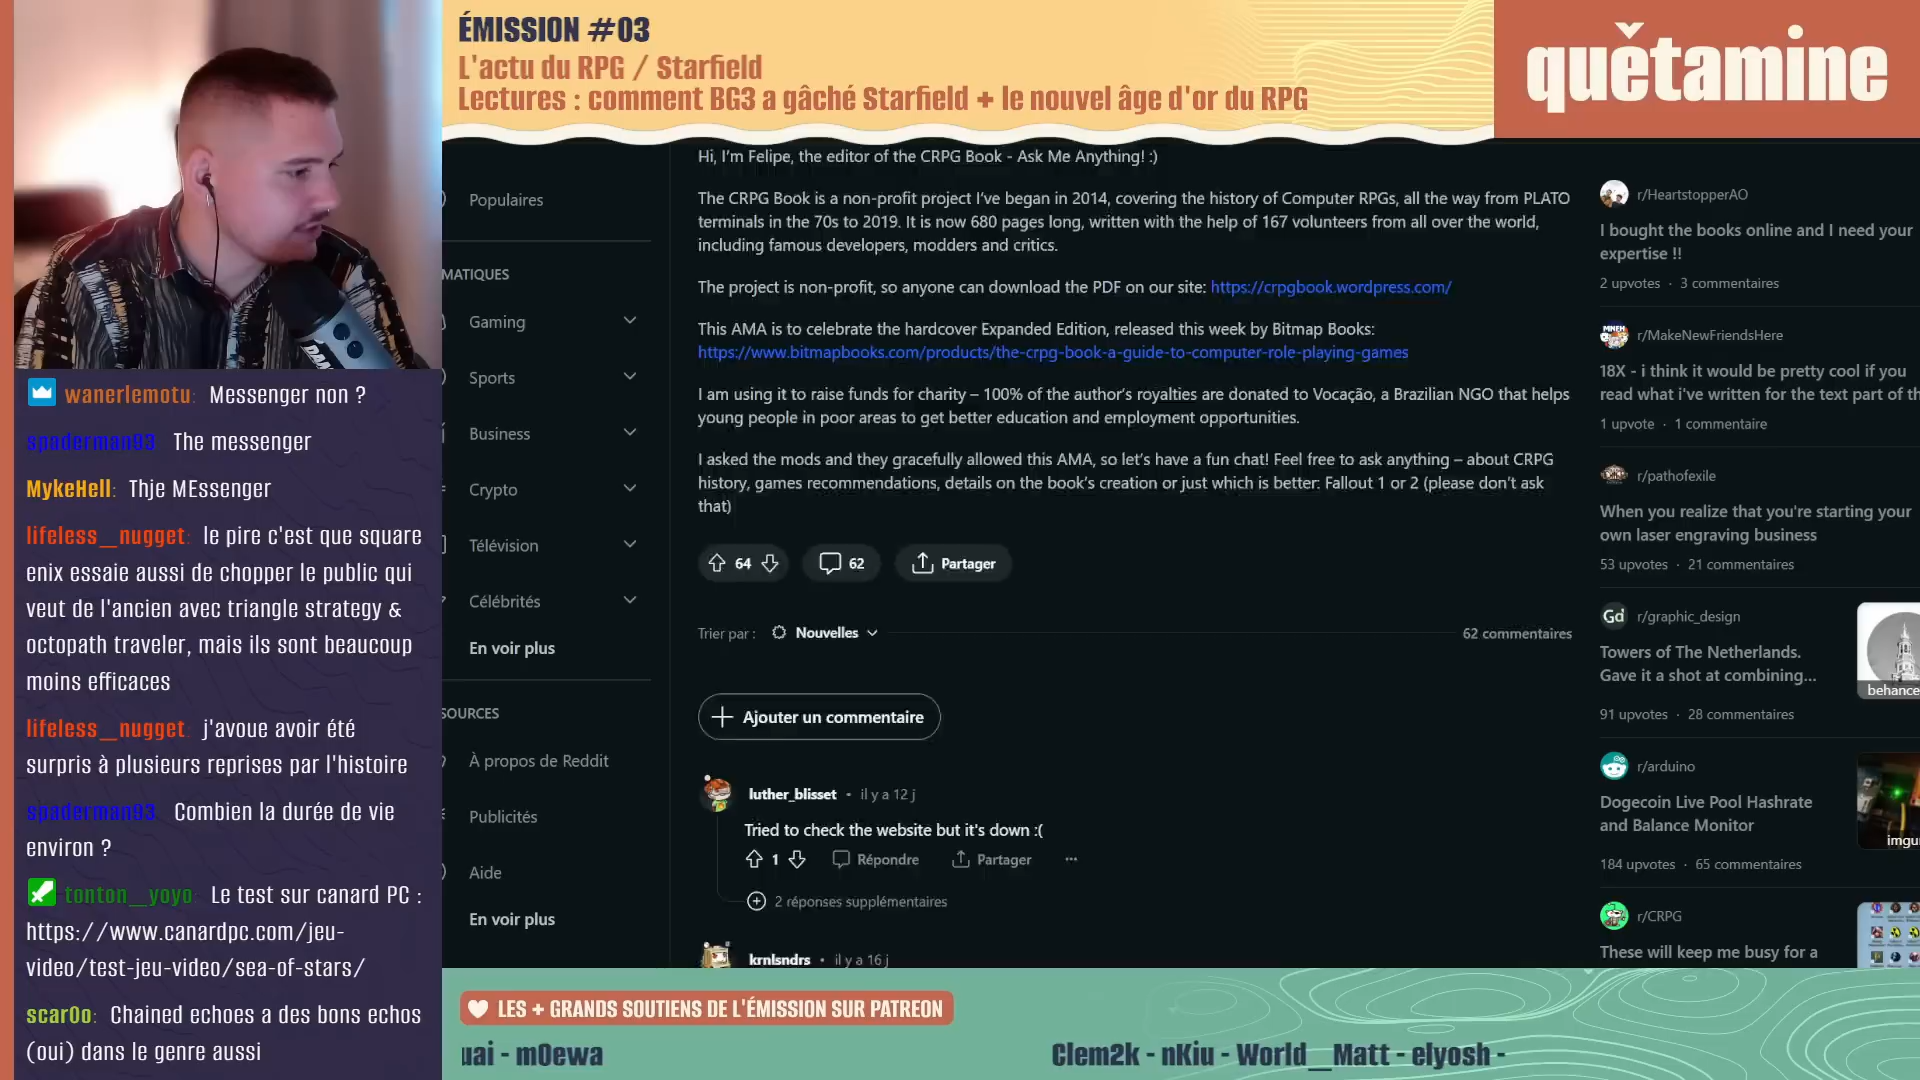 ÉMISSION #03
L'actu du RPG / Starfield
Lectures : comment BG3 a gâché Starfield + le nouvel âge d'or du RPG
quětamine
wanerlemotu: Messenger non ?
spaderman93: The messenger
MykeHell: Thje MEssenger
lifeless_nugget: le pire c'est que square
enix essaie aussi de chopper le public qui
veut de l'ancien avec triangle strategy &
octopath traveler, mais ils sont beaucoup
moins efficaces
lifeless_nugget: j'avoue avoir été
surpris à plusieurs reprises par l'histoire
spaderman93: Combien la durée de vie
environ ?
tonton_yoyo: Le test sur canard PC :
https://www.canardpc.com/jeu-
video/test-jeu-video/sea-of-stars/
scar0o: Chained echoes a des bons echos
(oui) dans le genre aussi
Populaires
MATIQUES
Gaming
Sports
Business
Crypto
Télévision
Célébrités
En voir plus
SOURCES
À propos de Reddit
Publicités
Aide
En voir plus
Hi, I'm Felipe, the editor of the CRPG Book - Ask Me Anything! :)
The CRPG Book is a non-profit project I've began in 2014, covering the history of Computer RPGs, all the way from PLATO
terminals in the 70s to 2019. It is now 680 pages long, written with the help of 167 volunteers from all over the world,
including famous developers, modders and critics.
The project is non-profit, so anyone can download the PDF on our site: https://crpgbook.wordpress.com/
This AMA is to celebrate the hardcover Expanded Edition, released this week by Bitmap Books:
https://www.bitmapbooks.com/products/the-crpg-book-a-guide-to-computer-role-playing-games
I am using it to raise funds for charity – 100% of the author's royalties are donated to Vocação, a Brazilian NGO that helps
young people in poor areas to get better education and employment opportunities.
I asked the mods and they gracefully allowed this AMA, so let's have a fun chat! Feel free to ask anything – about CRPG
history, games recommendations, details on the book's creation or just which is better: Fallout 1 or 2 (please don't ask
that)
64
62
Partager
Trier par : Nouvelles
62 commentaires
Ajouter un commentaire
luther_blisset • il y a 12 j
Tried to check the website but it's down :(
1 Répondre Partager ...
2 réponses supplémentaires
krnlsndrs • il y a 16 j
r/HeartstopperAO
I bought the books online and I need your
expertise !!
2 upvotes · 3 commentaires
r/MakeNewFriendsHere
18X - i think it would be pretty cool if you
read what i've written for the text part of th
1 upvote · 1 commentaire
r/pathofexile
When you realize that you're starting your
own laser engraving business
53 upvotes · 21 commentaires
Gd r/graphic_design
Towers of The Netherlands.
Gave it a shot at combining...
behance
91 upvotes · 28 commentaires
r/arduino
Dogecoin Live Pool Hashrate
and Balance Monitor
imgu
184 upvotes · 65 commentaires
r/CRPG
These will keep me busy for a
LES + GRANDS SOUTIENS DE L'ÉMISSION SUR PATREON
uai - m0ewa
Clem2k - nKiu - World_Matt - elyosh -